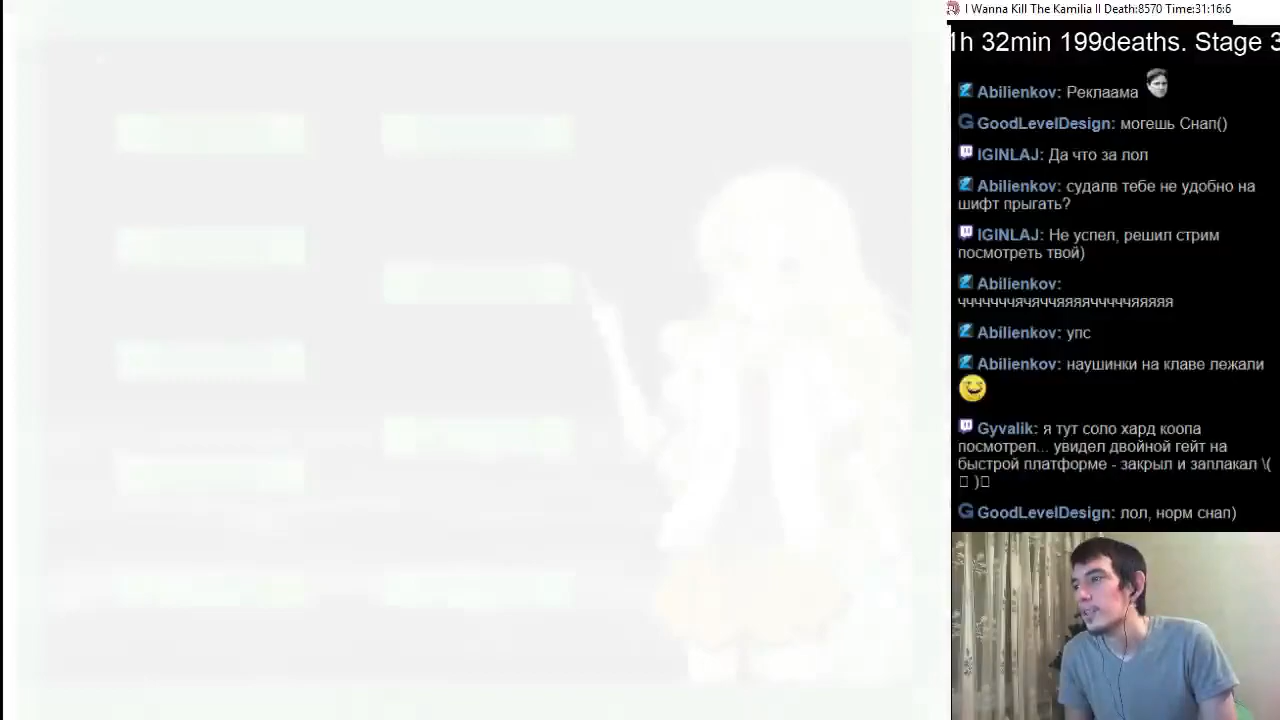 I Wanna Kill The Kamilia II Death:8570 Time:31:16:6
1h 32min 199deaths. Stage 3
Abilienkov: Реклаама
GoodLevelDesign: могешь Снап()
IGINLAJ: Да что за лол
Abilienkov: судалв тебе не удобно на
шифт прыгать?
IGINLAJ: Не успел, решил стрим
посмотреть твой)
Abilienkov:
чччччччячяччяяяяччччччяяяяя
Abilienkov: упс
Abilienkov: наушинки на клаве лежали
Gyvalik: я тут соло хард коопа
посмотрел... увидел двойной гейт на
быстрой платформе - закрыл и заплакал \(
)
GoodLevelDesign: лол, норм снап)